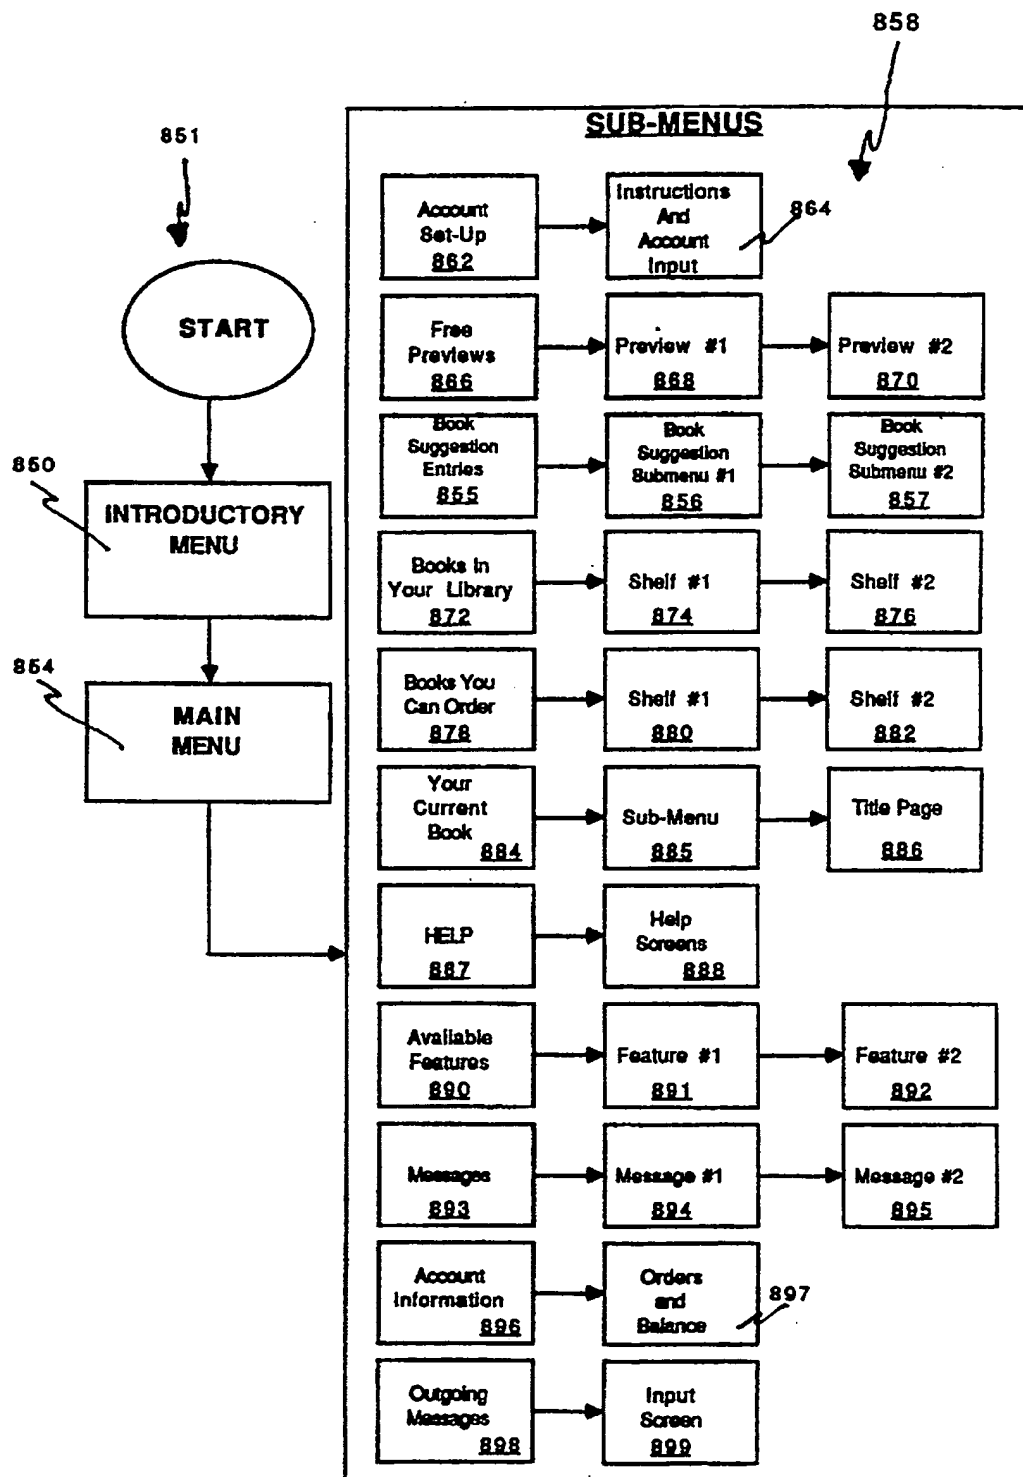 858
851
SUB-MENUS
START
850
INTRODUCTORY
MENU
854
MAIN
MENU
Account
Set-Up
862
Instructions
And
Account
Input
864
Free
Previews
866
Preview #1
868
Preview #2
870
Book
Suggestion
Entries
855
Book
Suggestion
Submenu #1
856
Book
Suggestion
Submenu #2
857
Books In
Your Library
872
Shelf #1
874
Shelf #2
876
Books You
Can Order
878
Shelf #1
880
Shelf #2
882
Your
Current
Book
884
Sub-Menu
885
Title Page
886
HELP
887
Help
Screens
888
Available
Features
890
Feature #1
891
Feature #2
892
Messages
893
Message #1
894
Message #2
895
Account
Information
896
Orders
and
Balance
897
Outgoing
Messages
898
Input
Screen
899